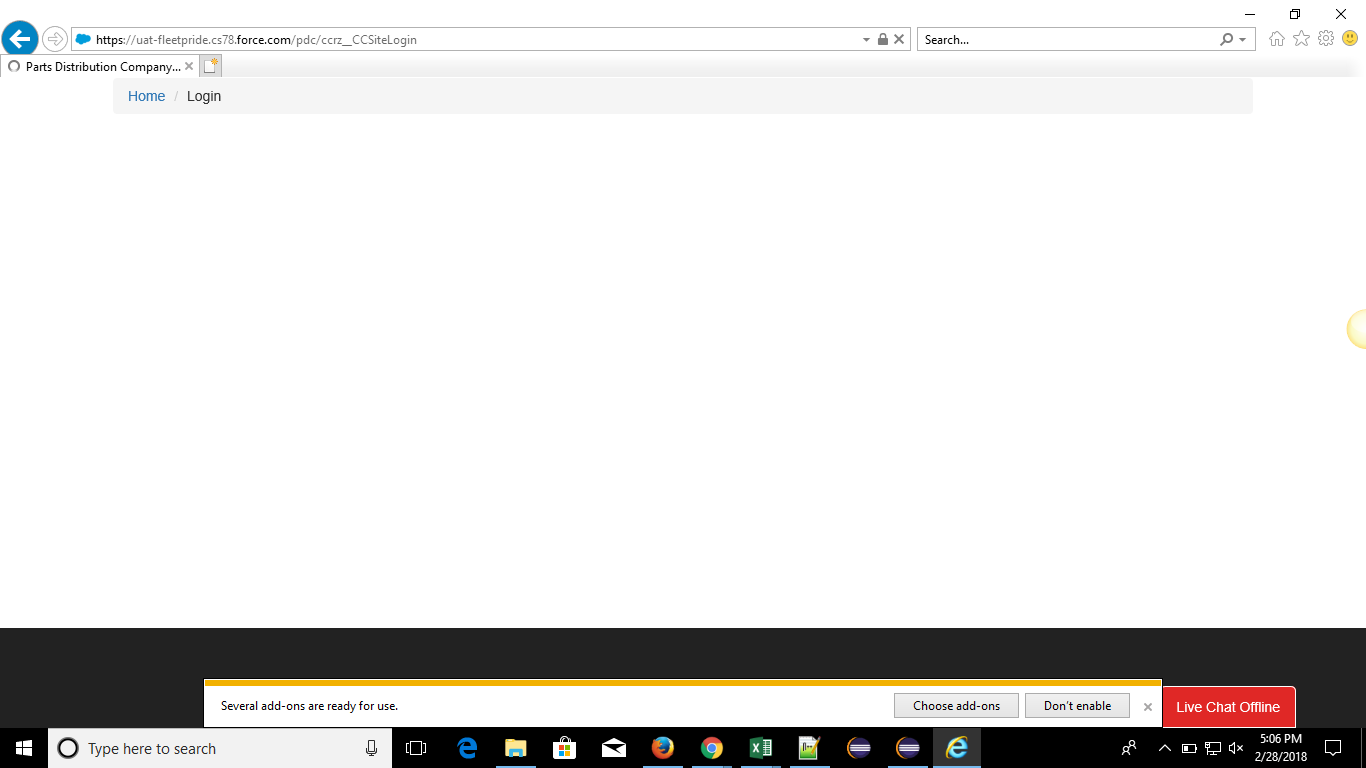 https://uat-fleetpride.cs78.force.com/pdc/ccrz__CCSiteLogin
Search...
Parts Distribution Company...
Home / Login
Several add-ons are ready for use.
Choose add-ons
Don't enable
Live Chat Offline
Type here to search
5:06 PM
2/28/2018